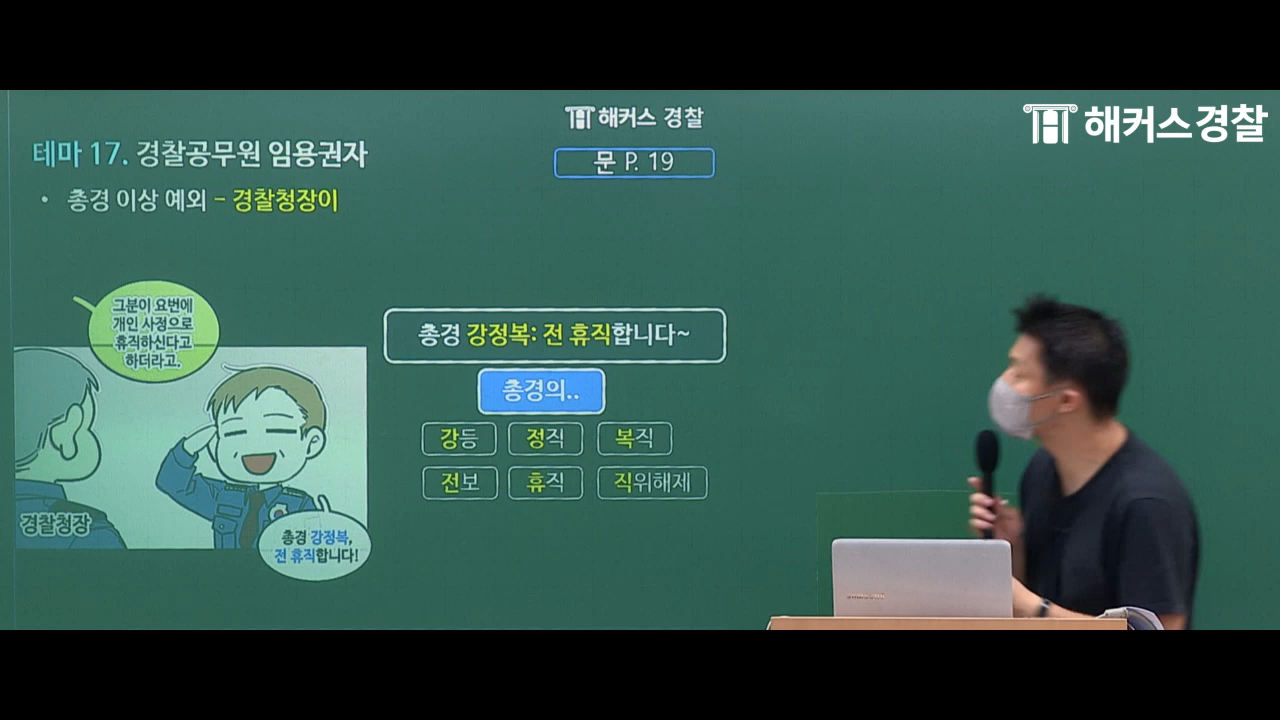 해커스 경찰
해커스경찰
테마 17. 경찰공무원 임용권자
문 P. 19
• 총경 이상 예외 - 경찰청장이
그분이 요번에
개인 사정으로
휴직하신다고
하더라고.
경찰청장
총경 강정복,
전 휴직합니다!
총경 강정복: 전 휴직합니다~
총경의..
강등 정직 복직
전보 휴직 직위해제
SAMSUNG